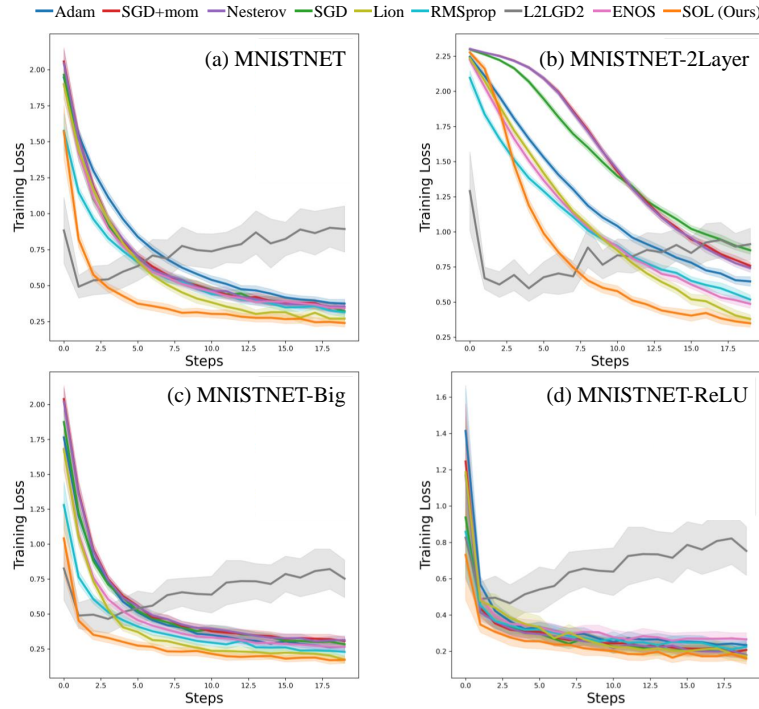 Adam SGD+mom Nesterov SGD Lion RMSprop L2LGD2 ENOS SOL (Ours)
(a) MNISTNET
2.00
1.75
1.50
1.25
1.00
0.75
0.50
0.25
Training Loss
0.0 2.5 5.0 7.5 10.0 12.5 15.0 17.5
Steps
(b) MNISTNET-2Layer
2.25
2.00
1.75
1.50
1.25
1.00
0.75
0.50
0.25
Training Loss
0.0 2.5 5.0 7.5 10.0 12.5 15.0 17.5
Steps
(c) MNISTNET-Big
2.00
1.75
1.50
1.25
1.00
0.75
0.50
0.25
Training Loss
0.0 2.5 5.0 7.5 10.0 12.5 15.0 17.5
Steps
(d) MNISTNET-ReLU
1.6
1.4
1.2
1.0
0.8
0.6
0.4
0.2
Training Loss
0.0 2.5 5.0 7.5 10.0 12.5 15.0 17.5
Steps